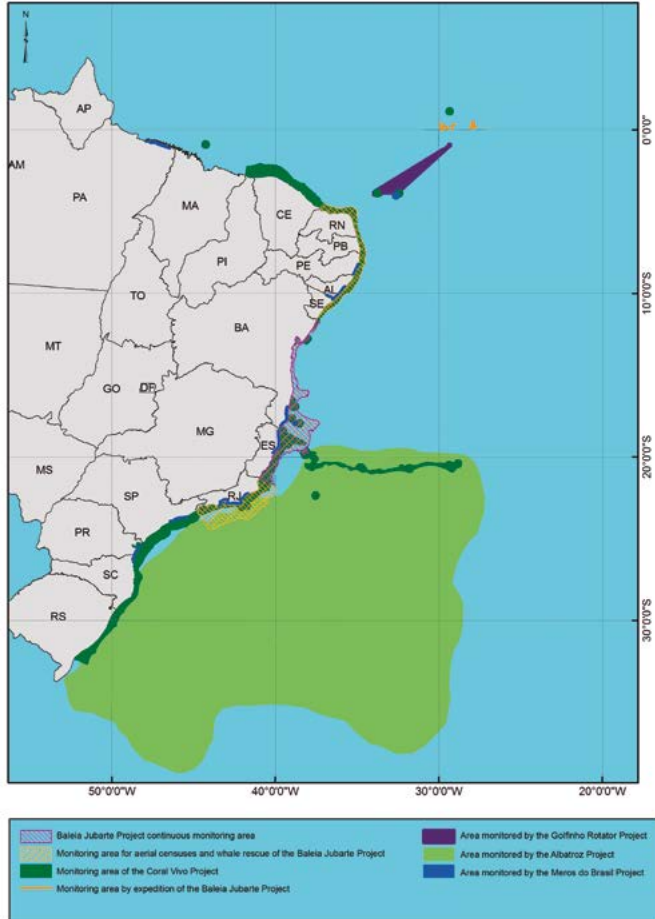 N
AP
0°0'0"
AM
PA
MA
CE
RN
PB
PI
PE
AL
TO
SE
10°0'0"S
BA
MT
GO
DF
MG
ES
20°0'0"S
MS
SP
RJ
PR
SC
RS
30°0'0"S
50°0'0"W
40°0'0"W
30°0'0"W
20°0'0"W
Baleia Jubarte Project continuous monitoring area
Monitoring area for aerial censuses and whale rescue of the Baleia Jubarte Project
Monitoring area of the Coral Vivo Project
Monitoring area by expedition of the Baleia Jubarte Project
Area monitored by the Golfinho Rotator Project
Area monitored by the Albatroz Project
Area monitored by the Meros do Brasil Project